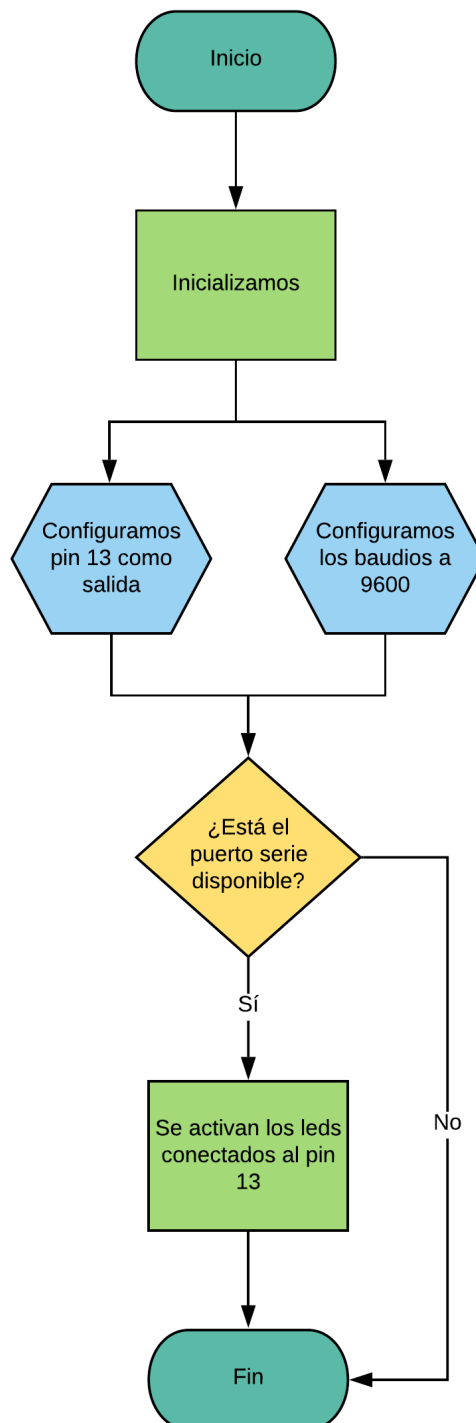 Inicio
Inicializamos
Configuramos
pin 13 como
salida
Configuramos
los baudios a
9600
¿Está el
puerto serie
disponible?
Sí
No
Se activan los leds
conectados al pin
13
Fin